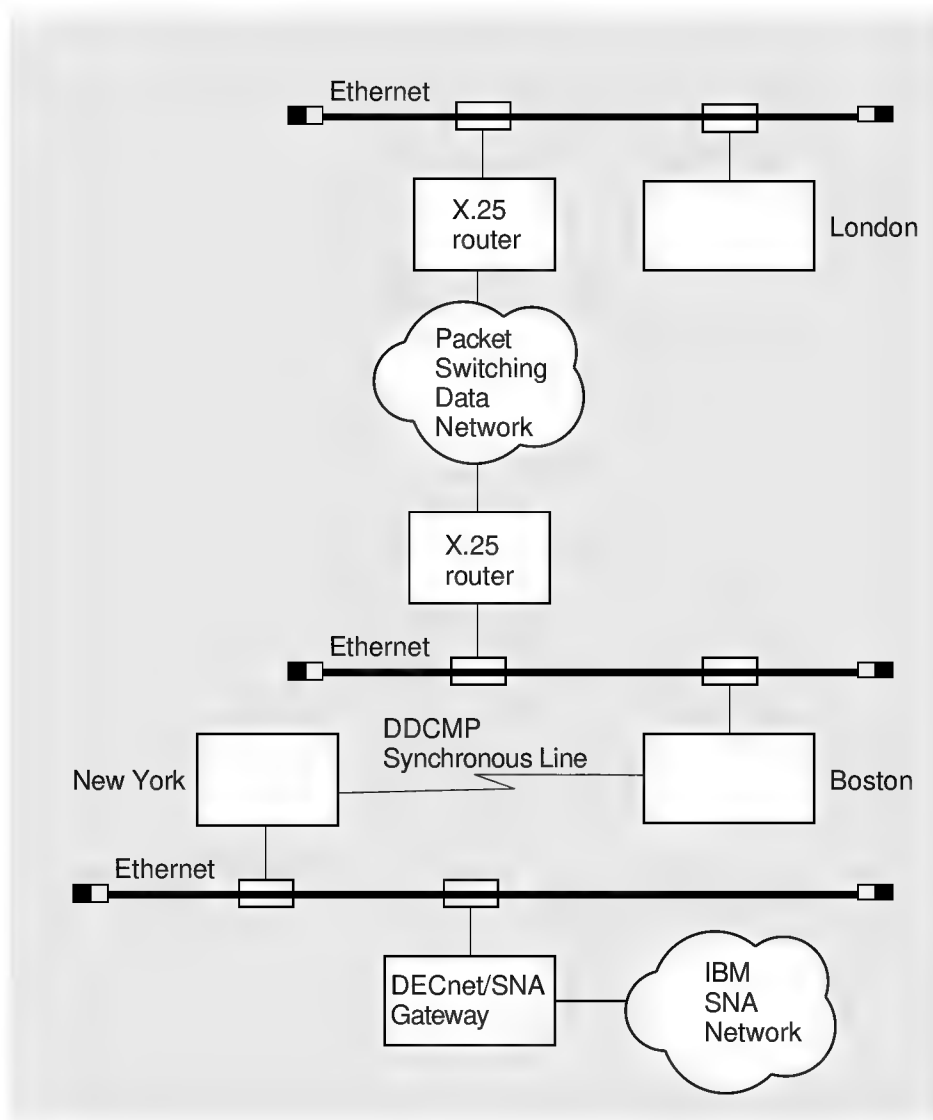 Ethernet
X.25
router
London
Packet
Switching
Data
Network
X.25
router
Ethernet
DDCMP
Synchronous Line
New York
Boston
Ethernet
DECnet/SNA
Gateway
IBM
SNA
Network